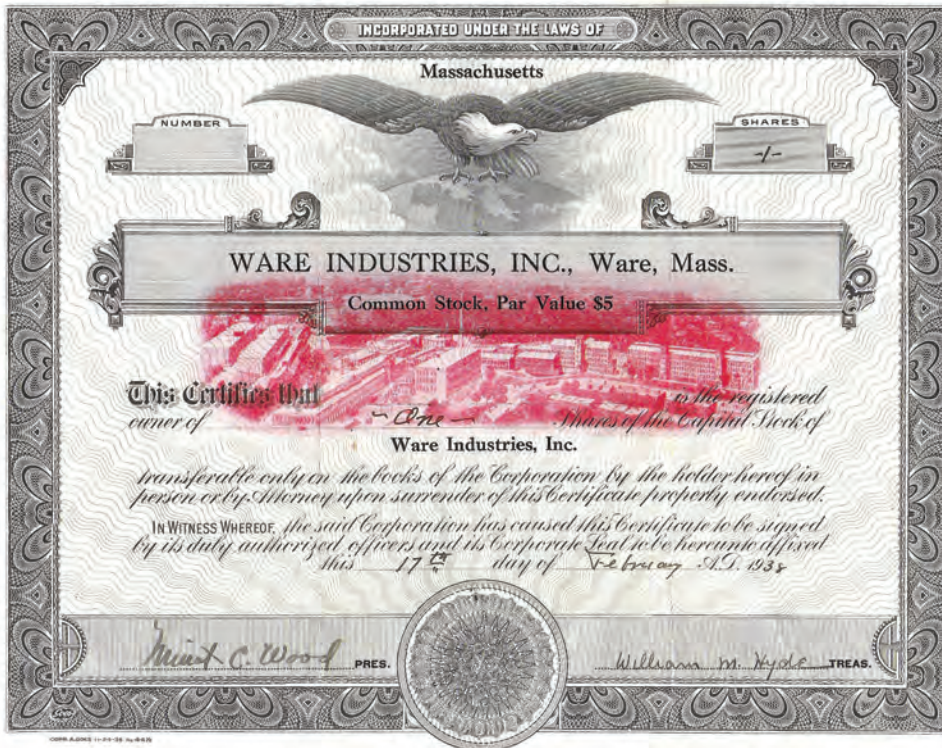 INCORPORATED UNDER THE LAWS OF
Massachusetts
NUMBER
SHARES
-1-
WARE INDUSTRIES, INC., Ware, Mass.
Common Stock, Par Value $5
This Certifies that is the registered
owner of -One- Shares of the Capital Stock of
Ware Industries, Inc.
transferable only on the books of the Corporation by the holder hereof in
person or by Attorney upon surrender of this Certificate properly endorsed.
IN WITNESS WHEREOF, the said Corporation has caused this Certificate to be signed
by its duly authorized officers and its Corporate Seal to be hereunto affixed
this 17th day of February A.D. 1938
C. Wood PRES.
William M. Hyde TREAS.